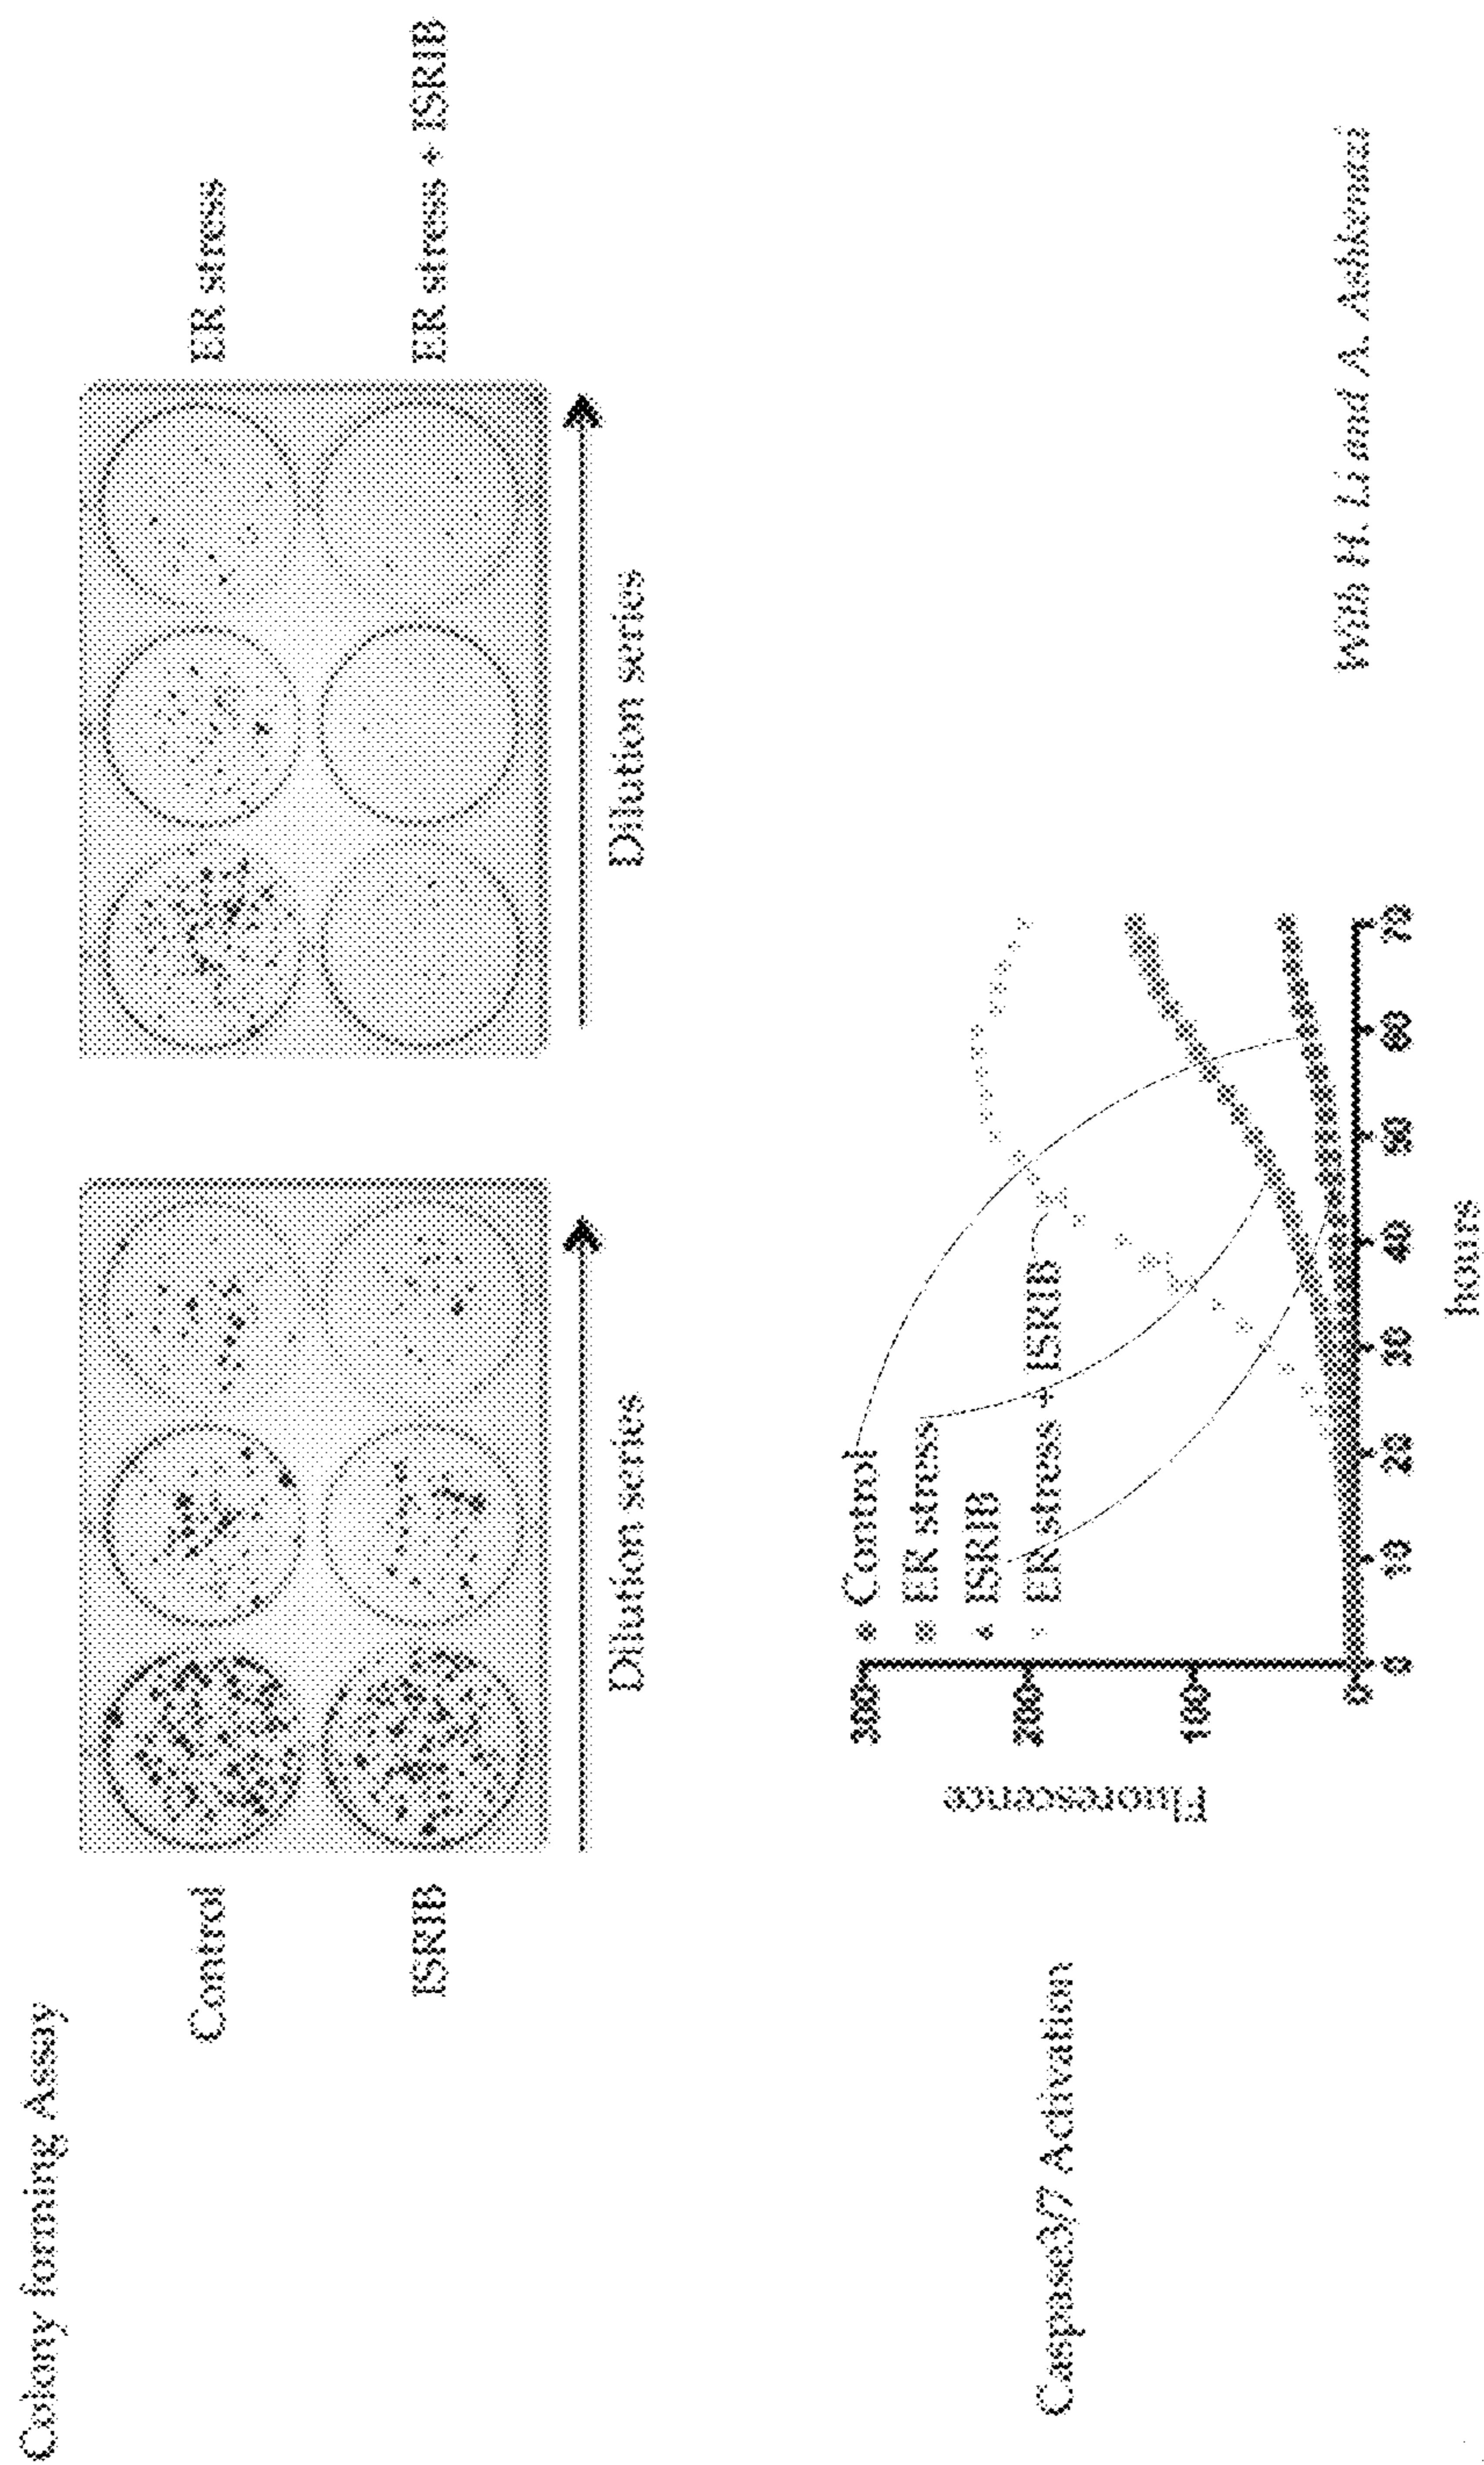 Colony forming Assay
Control
ISRIB
ER stress
ER stress + ISRIB
Dilution series
Dilution series
Caspase3/7 Activation
Fluorescence
300
200
100
0
Control
ER stress
ISRIB
ER stress + ISRIB
0 10 20 30 40 50 60 70
hours
With H. Li and A. Ashkenazi